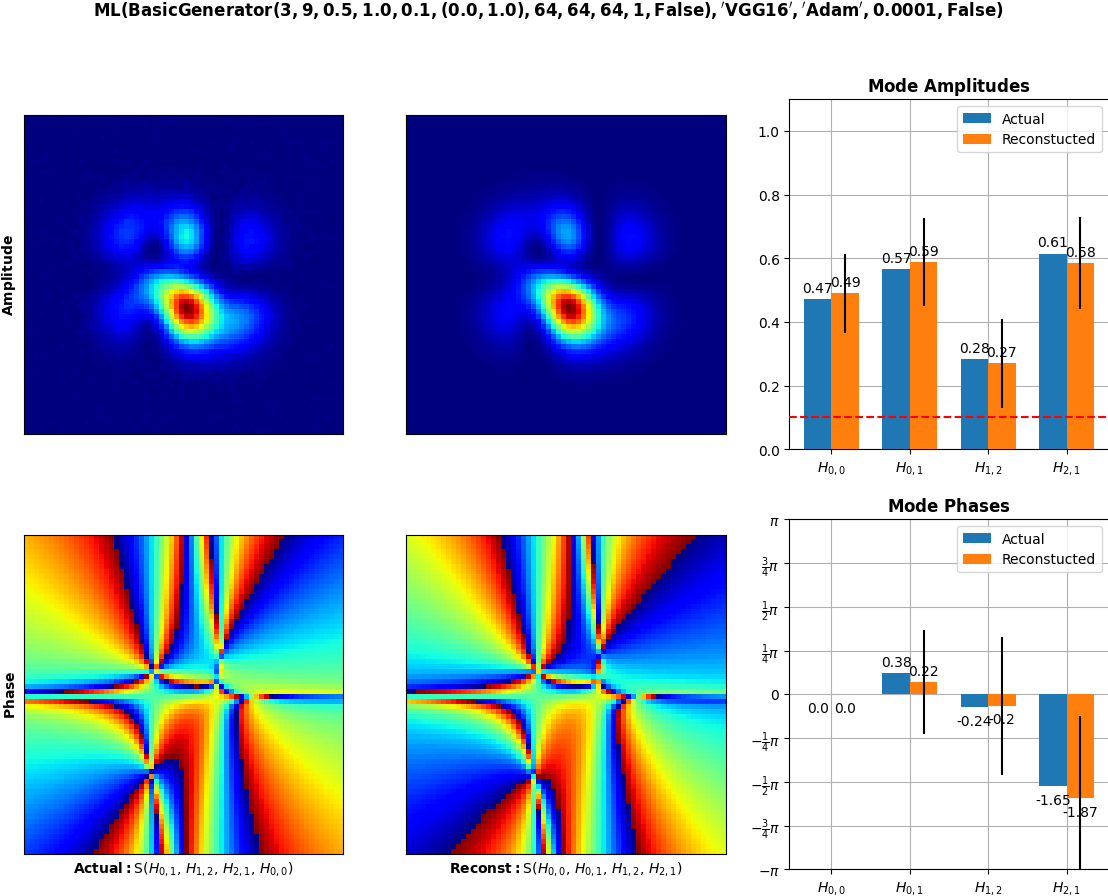 ML(BasicGenerator(3, 9, 0.5, 1.0, 0.1, (0.0, 1.0), 64, 64, 64, 1, False), 'VGG16', 'Adam', 0.0001, False)
Mode Amplitudes
Amplitude
Actual
Reconstucted
1.0
0.8
0.6
0.4
0.2
0.0
0.47 0.49 0.57 0.59 0.28 0.27 0.61 0.58
H0,0 H0,1 H1,2 H2,1
Mode Phases
Phase
Actual
Reconstucted
π
3/4π
1/2π
1/4π
0
−1/4π
−1/2π
−3/4π
−π
0.0 0.0 0.38 0.22 -0.24 -0.2 -1.65 -1.87
H0,0 H0,1 H1,2 H2,1
Actual: S(H0,1, H1,2, H2,1, H0,0)
Reconst: S(H0,0, H0,1, H1,2, H2,1)